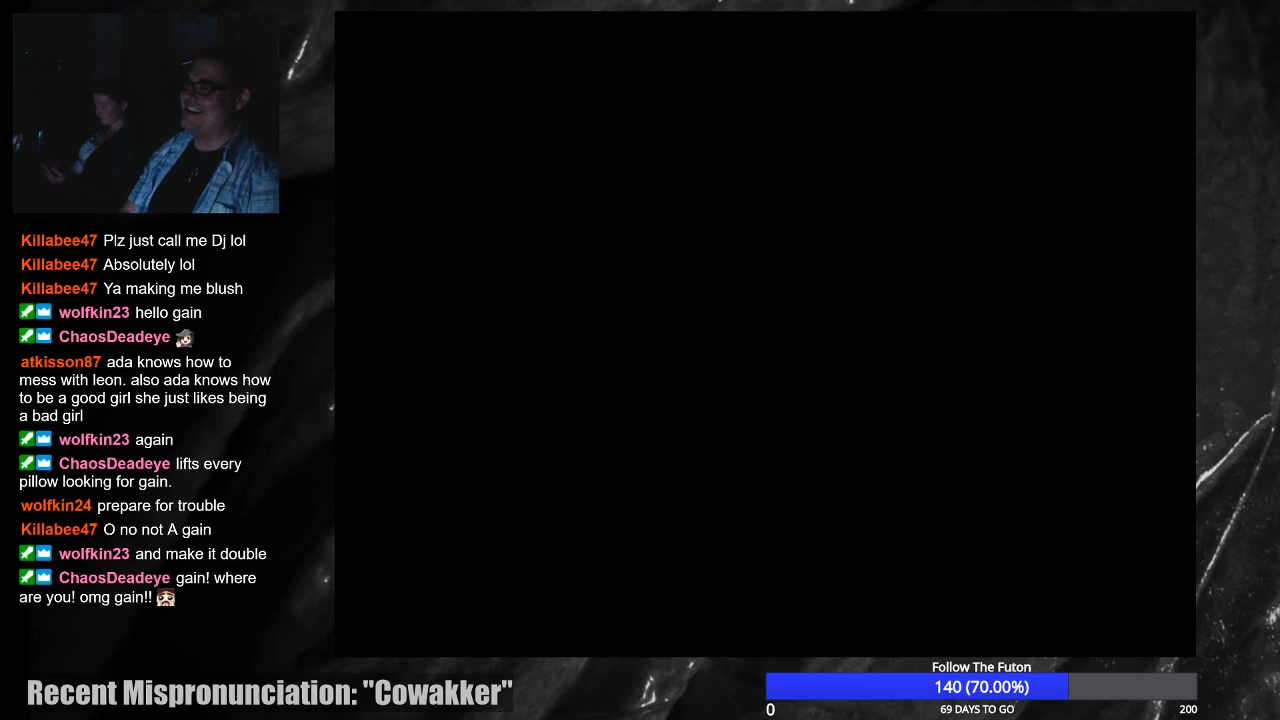 Killabee47 Plz just call me Dj lol
Killabee47 Absolutely lol
Killabee47 Ya making me blush
wolfkin23 hello gain
ChaosDeadeye
atkisson87 ada knows how to
mess with leon. also ada knows how
to be a good girl she just likes being
a bad girl
wolfkin23 again
ChaosDeadeye lifts every
pillow looking for gain.
wolfkin24 prepare for trouble
Killabee47 O no not A gain
wolfkin23 and make it double
ChaosDeadeye gain! where
are you! omg gain!!
Recent Mispronunciation: "Cowakker"
Follow The Futon
140 (70.00%)
0
69 DAYS TO GO
200